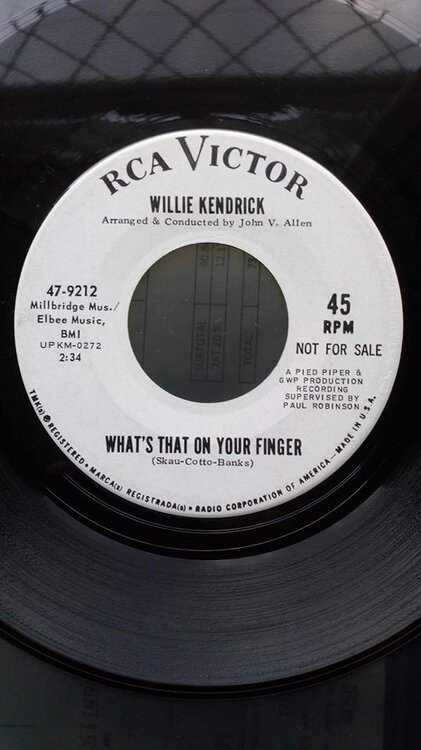 RCA VICTOR
WILLIE KENDRICK
Arranged & Conducted by John V. Allen
47-9212
Millbridge Mus./
Elbee Music,
BMI
UPKM-0272
2:34
45
RPM
NOT FOR SALE
A PIED PIPER &
GWP PRODUCTION
RECORDING
SUPERVISED BY
PAUL ROBINSON
WHAT'S THAT ON YOUR FINGER
(Skau-Cotto-Banks)
TMK(s) ® REGISTERED • MARCA(s) REGISTRADA(s) • RADIO CORPORATION OF AMERICA—MADE IN U.S.A.
SUBTOTAL
TOTAL